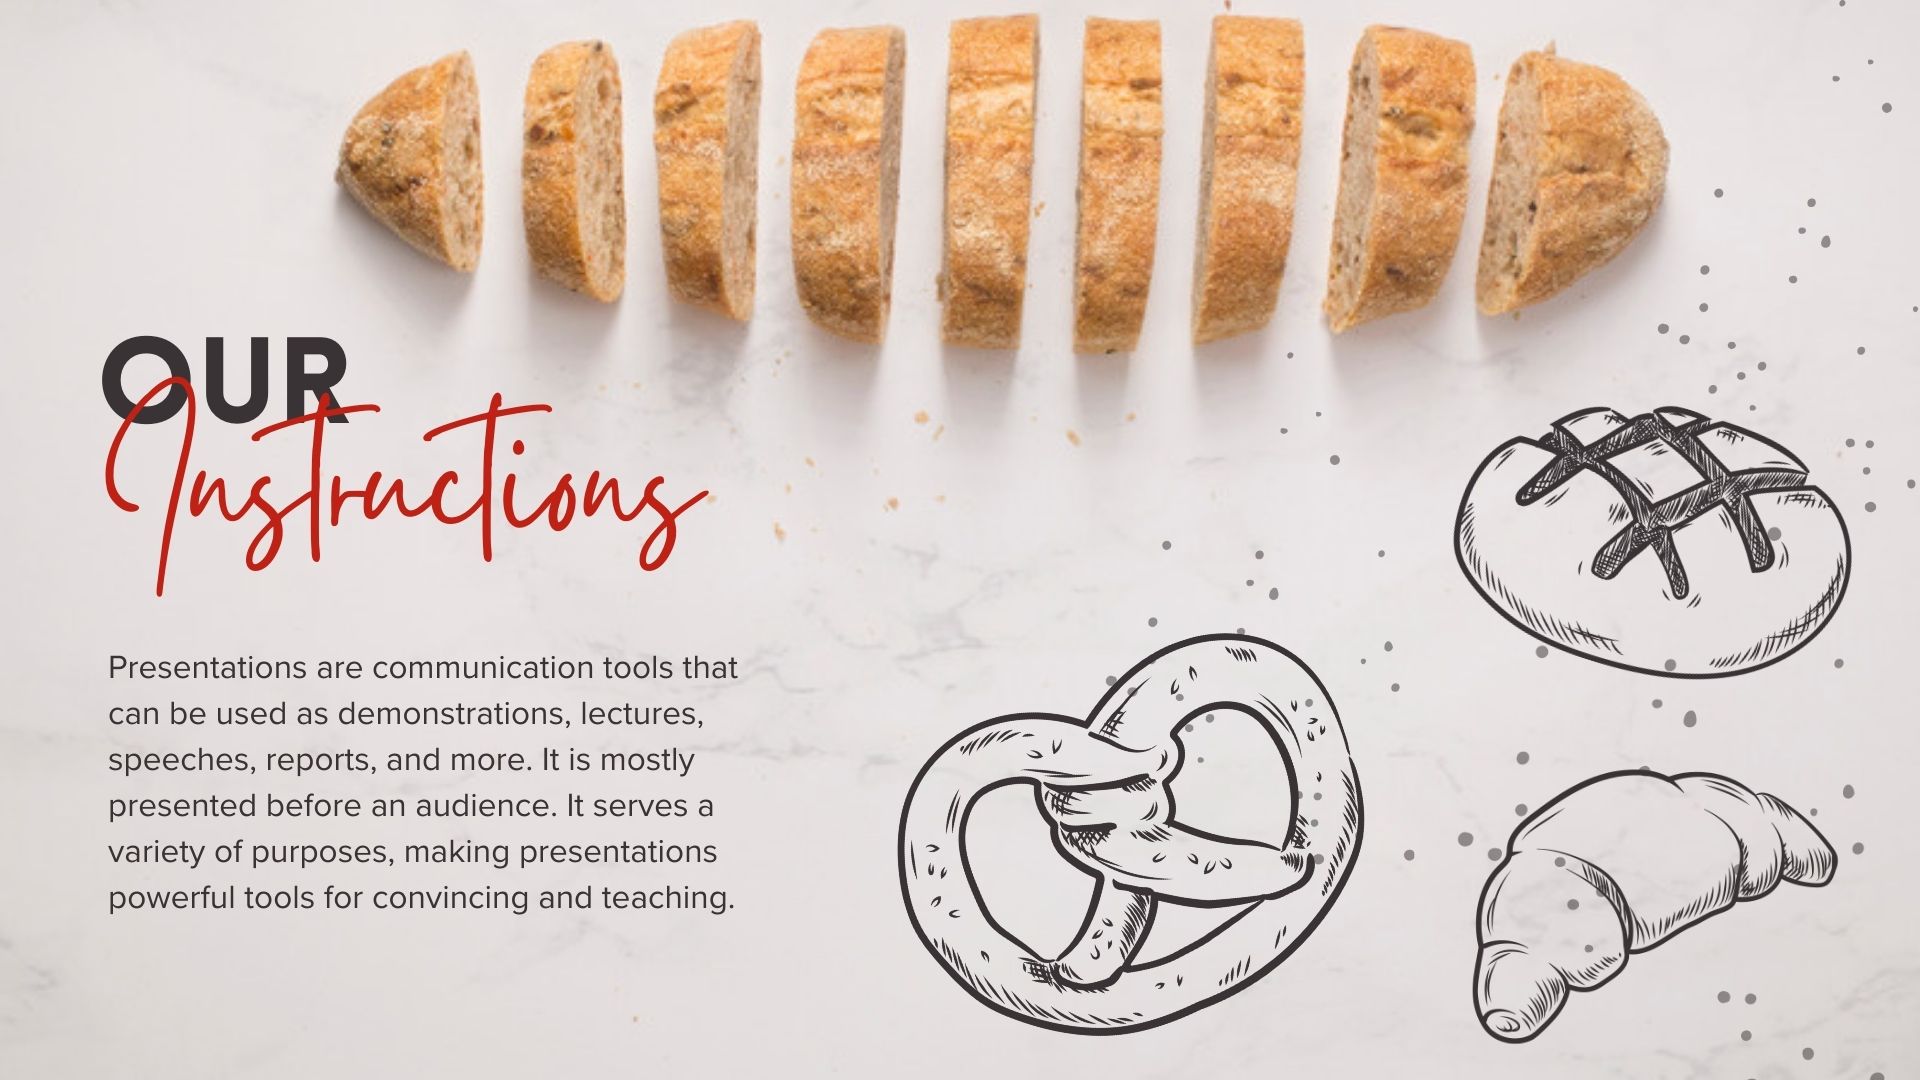 OUR
Instructions
Presentations are communication tools that
can be used as demonstrations, lectures,
speeches, reports, and more. It is mostly
presented before an audience. It serves a
variety of purposes, making presentations
powerful tools for convincing and teaching.